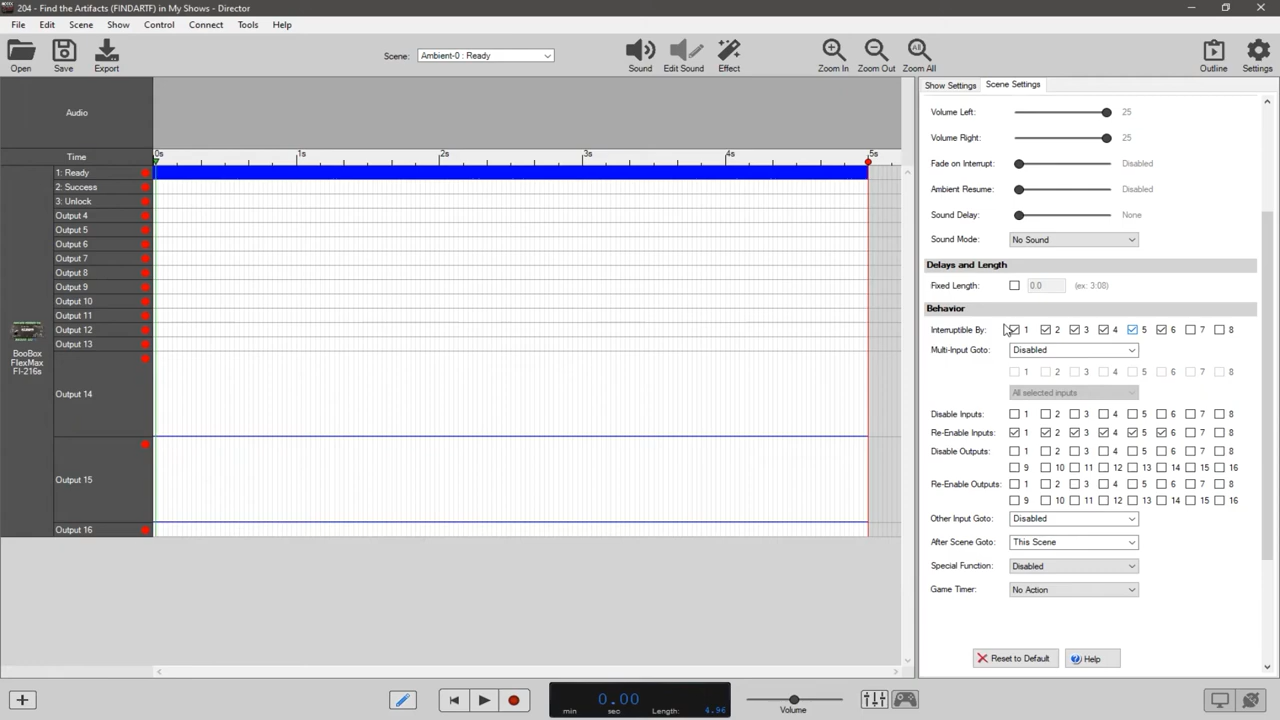 204 - Find the Artifacts (FINDARTF) in My Shows - Director
File Edit Scene Show Control Connect Tools Help
Open Save Export Scene: Ambient-0 : Ready Sound Edit Sound Effect Zoom In Zoom Out All Zoom All Outline Settings
Show Settings Scene Settings
Audio
Time 0s 1s 2s 3s 4s 5s
1: Ready
2: Success
3: Unlock
Output 4
Output 5
Output 6
Output 7
Output 8
Output 9
Output 10
Output 11
Output 12
Output 13
Output 14
Output 15
Output 16
BooBox
FlexMax
FI-216s
Volume Left: 25
Volume Right: 25
Fade on Interrupt: Disabled
Ambient Resume: Disabled
Sound Delay: None
Sound Mode: No Sound
Delays and Length
Fixed Length: 0.0 (ex: 3:08)
Behavior
Interruptible By: 1 2 3 4 5 6 7 8
Multi-Input Goto: Disabled
1 2 3 4 5 6 7 8
All selected inputs
Disable Inputs: 1 2 3 4 5 6 7 8
Re-Enable Inputs: 1 2 3 4 5 6 7 8
Disable Outputs: 1 2 3 4 5 6 7 8
9 10 11 12 13 14 15 16
Re-Enable Outputs: 1 2 3 4 5 6 7 8
9 10 11 12 13 14 15 16
Other Input Goto: Disabled
After Scene Goto: This Scene
Special Function: Disabled
Game Timer: No Action
Reset to Default Help
0.00
min sec Length: 4.96
Volume